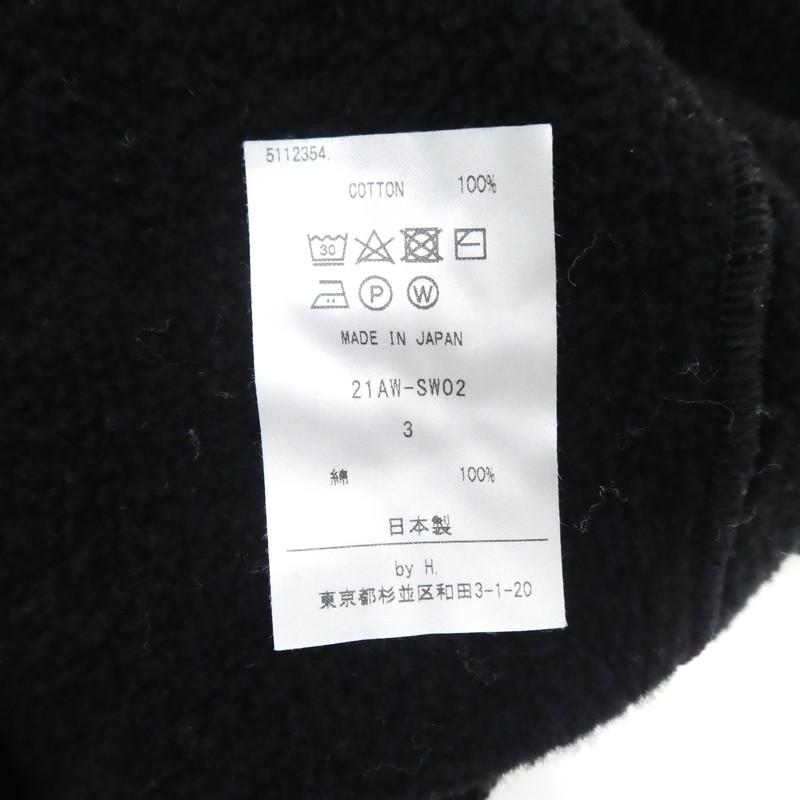 5112354.
COTTON 100%
30
P W
MADE IN JAPAN
21AW-SW02
3
綿 100%
日本製
by H.
東京都杉並区和田3-1-20